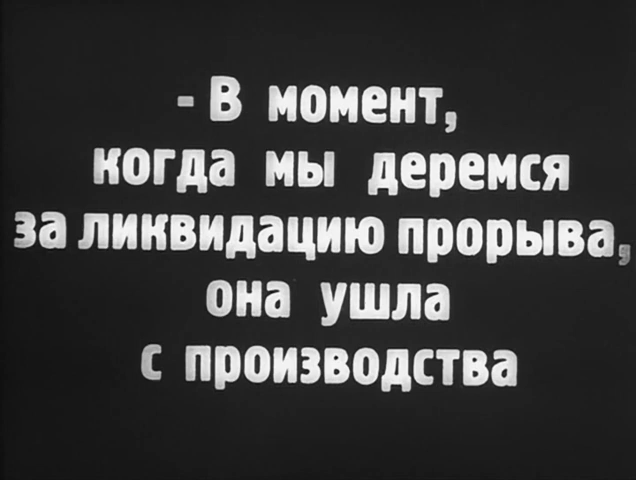 - В момент,
когда мы деремся
за ликвидацию прорыва,
она ушла
с производства